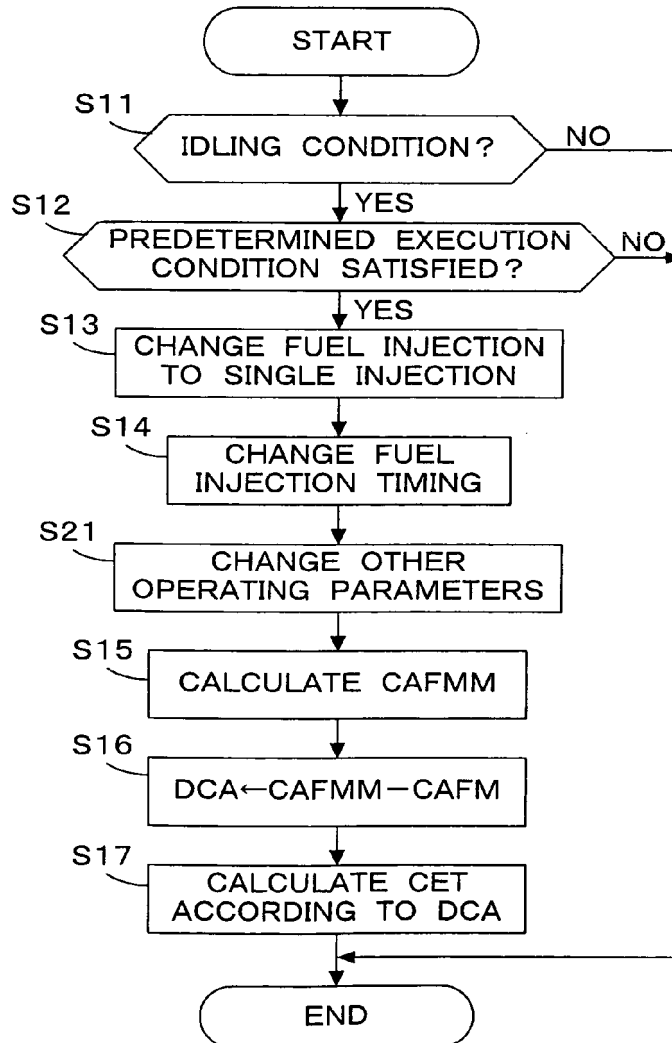 START
S11
IDLING CONDITION?
NO
YES
S12
PREDETERMINED EXECUTION
CONDITION SATISFIED?
NO
YES
S13
CHANGE FUEL INJECTION
TO SINGLE INJECTION
S14
CHANGE FUEL
INJECTION TIMING
S21
CHANGE OTHER
OPERATING PARAMETERS
S15
CALCULATE CAFMM
S16
DCA←CAFMM−CAFM
S17
CALCULATE CET
ACCORDING TO DCA
END